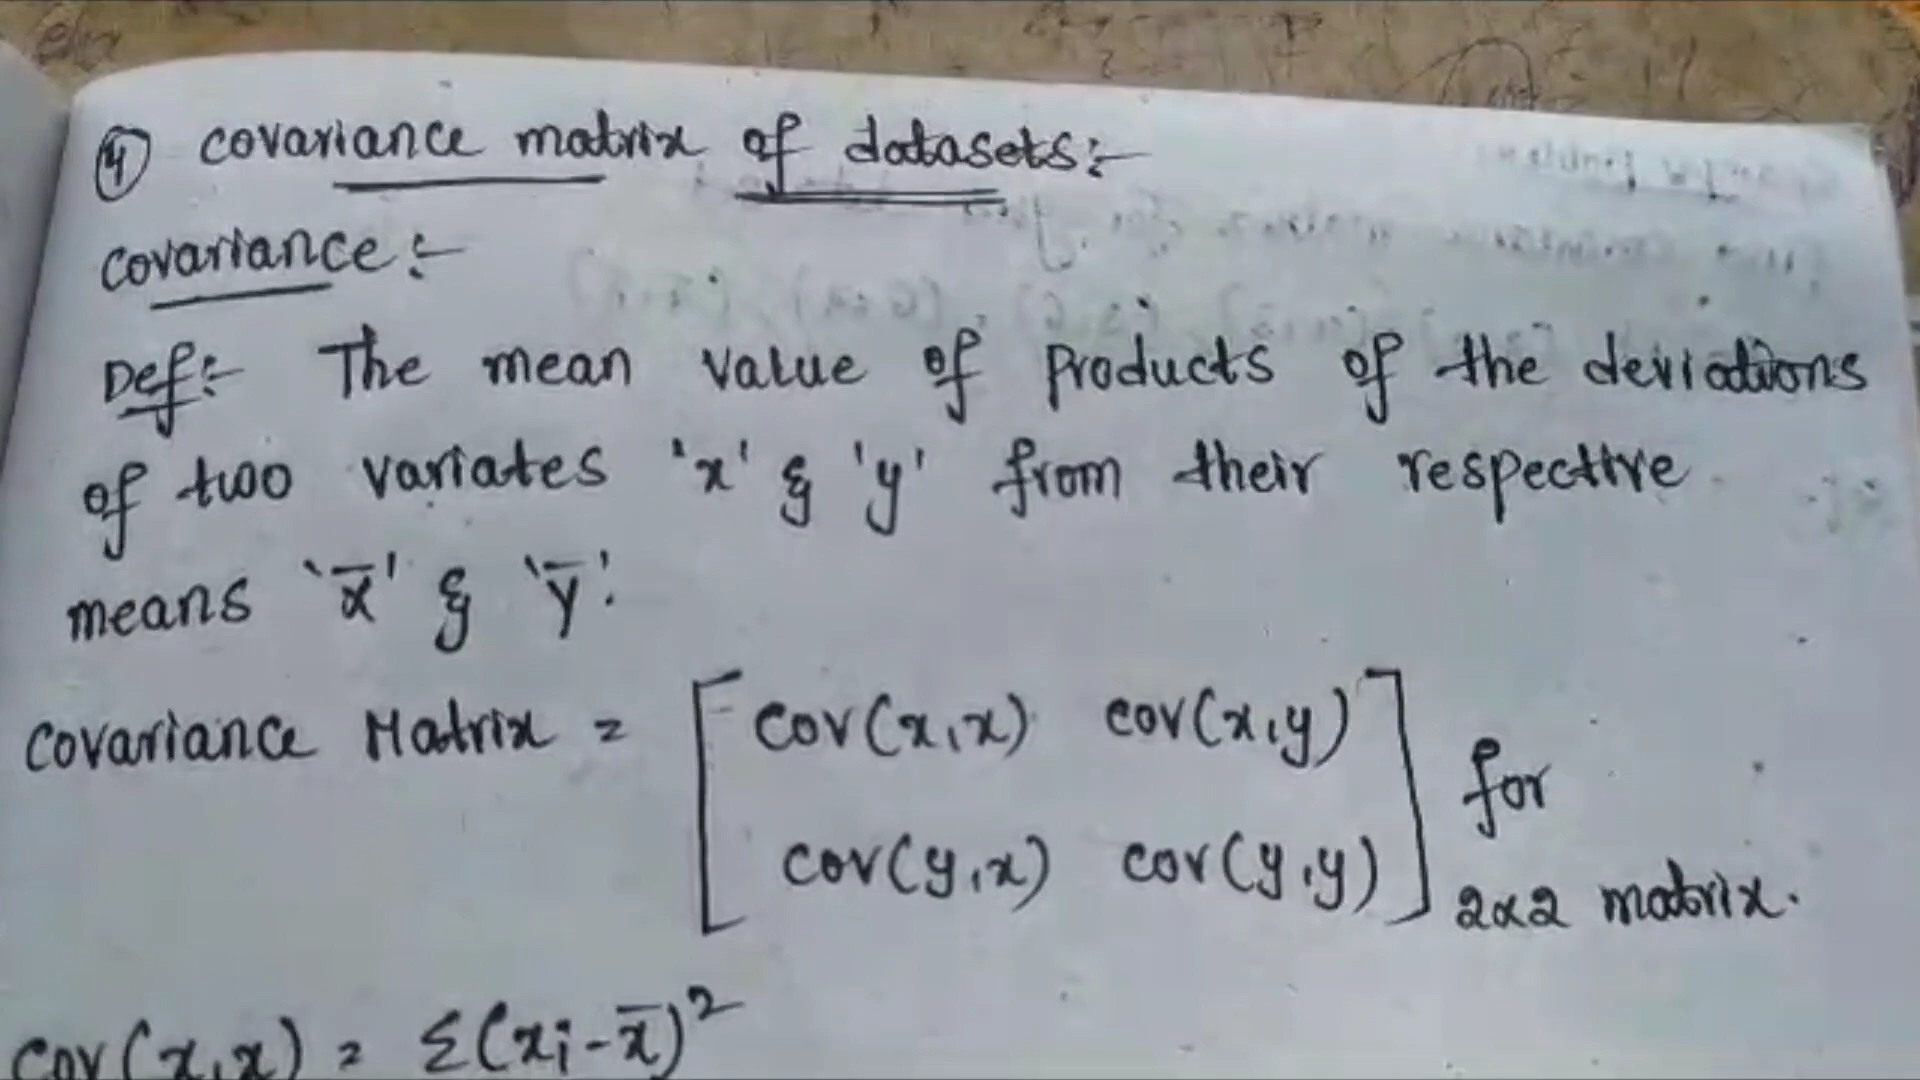 ④ covariance matrix of datasets:-
covariance:-
Def:- The mean value of products of the deviations
of two variates 'x' & 'y' from their respective
means 'x̅' & 'y̅'.
covariance Matrix = [ cov(x,x) cov(x,y)
cov(y,x) cov(y,y) ] for
2x2 matrix.
cov(x,x) = Σ(xi-x̅)²